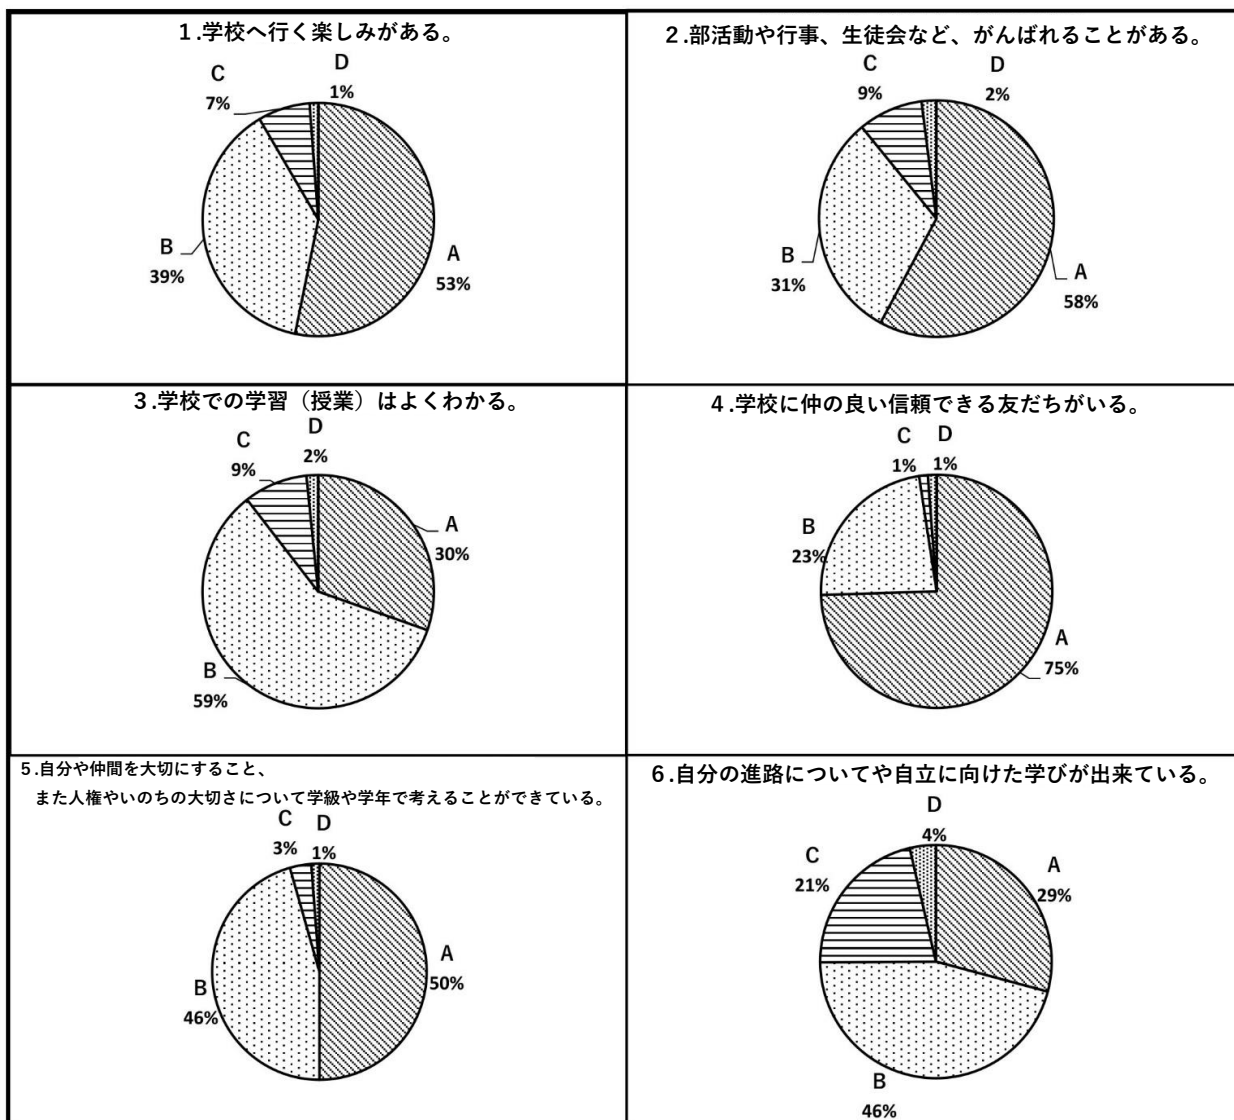 1.学校へ行く楽しみがある。
D
1%
C
7%
B
39%
A
53%
2.部活動や行事、生徒会など、がんばれることがある。
D
2%
C
9%
B
31%
A
58%
3.学校での学習（授業）はよくわかる。
D
2%
C
9%
A
30%
B
59%
4.学校に仲の良い信頼できる友だちがいる。
C
1%
D
1%
B
23%
A
75%
5.自分や仲間を大切にすること、
また人権やいのちの大切さについて学級や学年で考えることができている。
C
3%
D
1%
A
50%
B
46%
6.自分の進路についてや自立に向けた学びが出来ている。
D
4%
C
21%
A
29%
B
46%